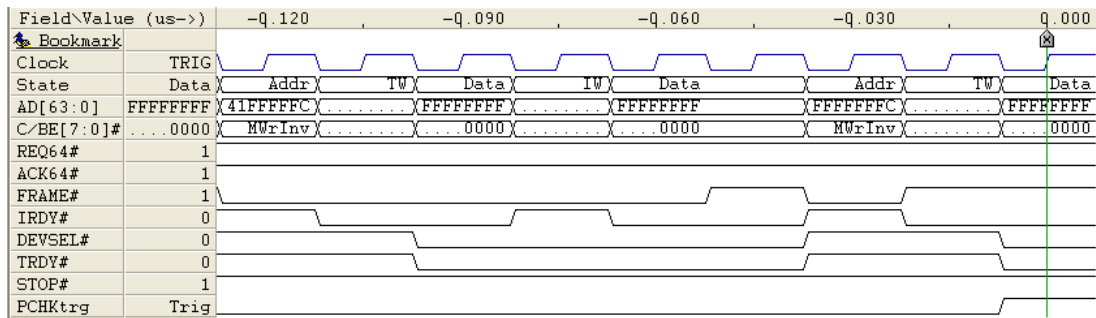 Field\Value (us->) -0.120 -0.090 -0.060 -0.030 0.000
Bookmark
Clock TRIG
State Data Addr TW Data IW Data Addr TW Data
AD[63:0] FFFFFFFF 41FFFFFC ........ FFFFFFFF ........ FFFFFFFF FFFFFFFC ........ FFFFFFFF
C/BE[7:0]# ....0000 MWrInv ........ ....0000 ........ ....0000 MWrInv ........ ....0000
REQ64# 1
ACK64# 1
FRAME# 1
IRDY# 0
DEVSEL# 0
TRDY# 0
STOP# 1
PCHKtrg Trig